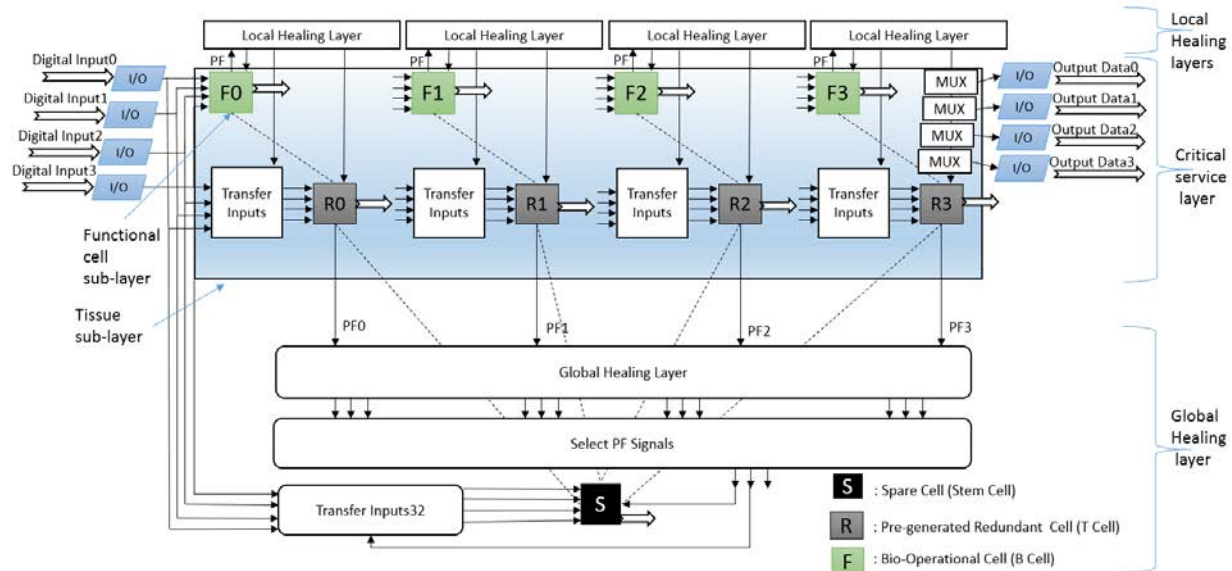 Local Healing Layer
Local Healing Layer
Local Healing Layer
Local Healing Layer
Local
Healing
layers
PF
PF
PF
PF
Digital Input0
I/O
Digital Input1
I/O
Digital Input2
I/O
Digital Input3
I/O
F0
F1
F2
F3
MUX
MUX
MUX
MUX
I/O
Output Data0
I/O
Output Data1
I/O
Output Data2
I/O
Output Data3
Critical
service
layer
Transfer
Inputs
R0
Transfer
Inputs
R1
Transfer
Inputs
R2
Transfer
Inputs
R3
Functional
cell
sub-layer
Tissue
sub-layer
PF0
PF1
PF2
PF3
Global Healing Layer
Select PF Signals
Global
Healing
layer
Transfer Inputs32
S
S
: Spare Cell (Stem Cell)
R
: Pre-generated Redundant Cell (T Cell)
F
: Bio-Operational Cell (B Cell)